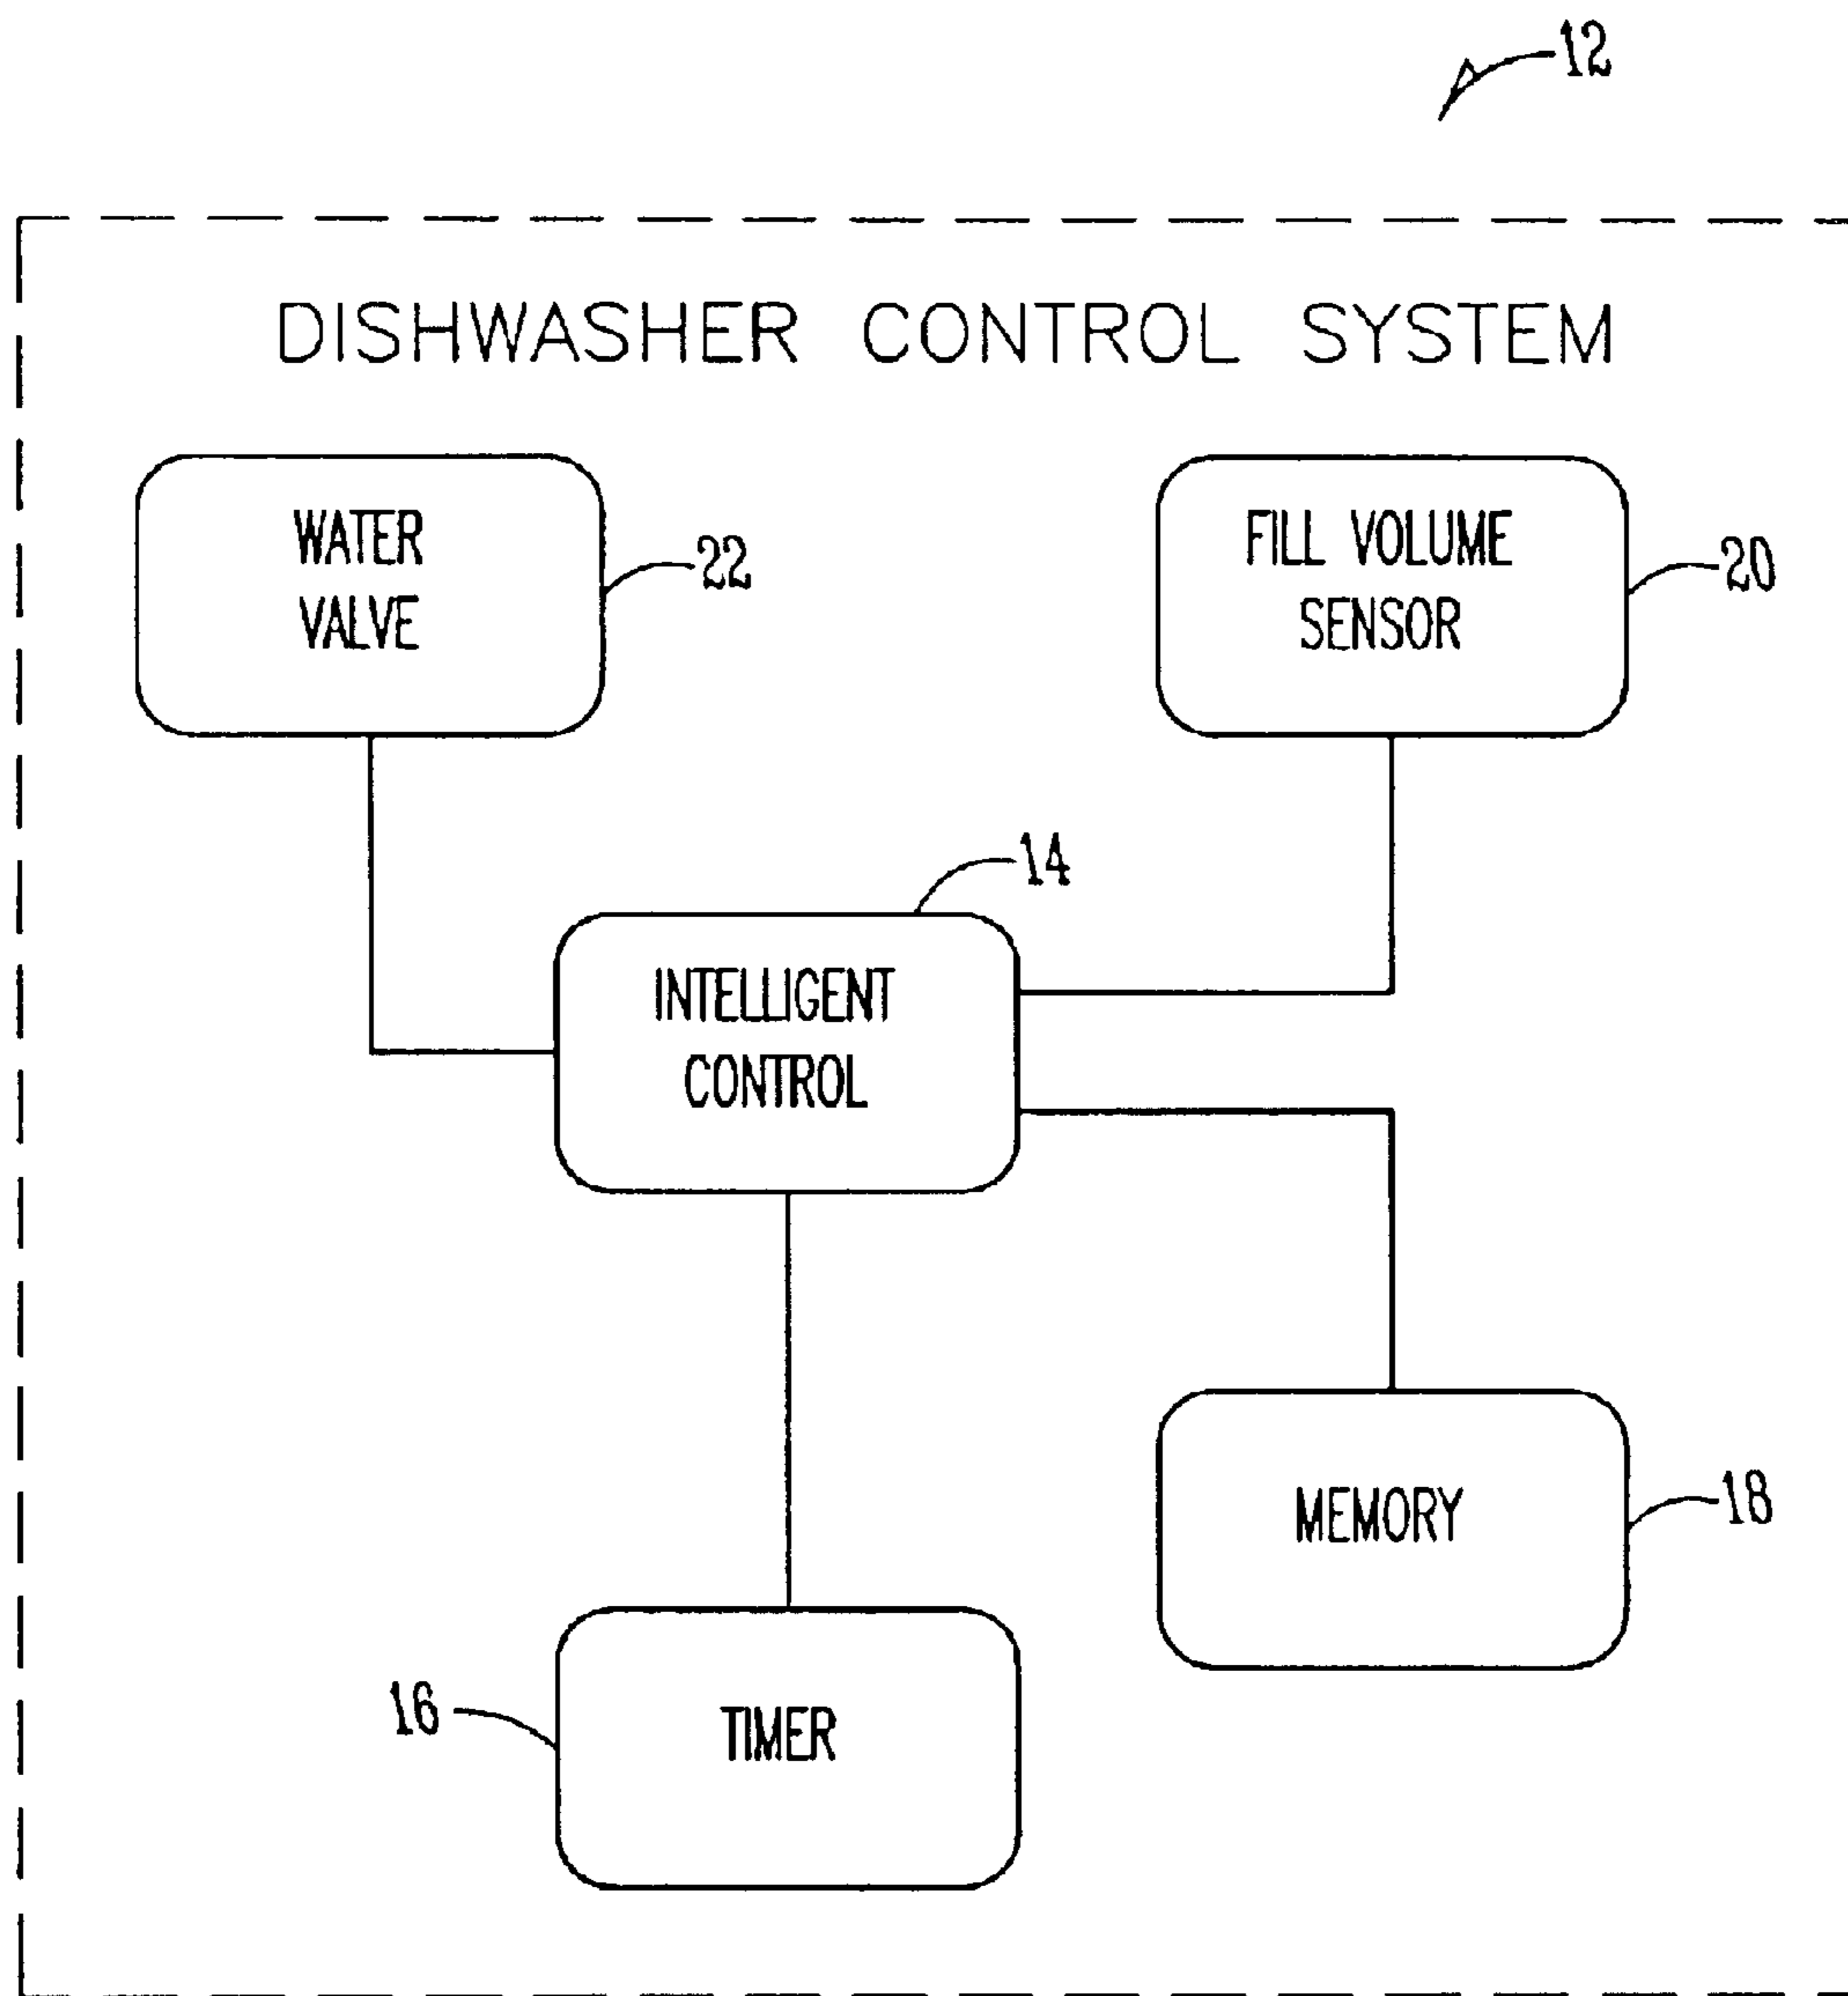 12
DISHWASHER CONTROL SYSTEM
WATER
VALVE
22
FILL VOLUME
SENSOR
20
14
INTELLIGENT
CONTROL
MEMORY
18
16
TIMER